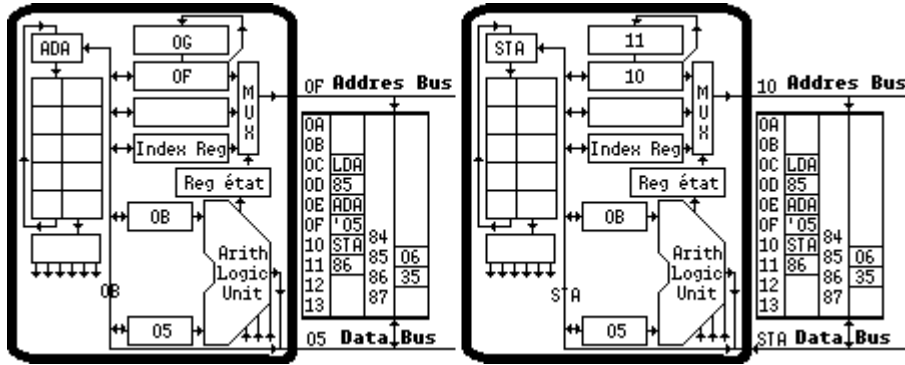 ADA
0G
0F
MUX
0F Addres Bus
Index Reg
Reg état
0B
Arith
Logic
Unit
0B
05
0A
0B
0C LDA
0D 85
0E ADA
0F '05
10 STA
11 86
12
13
84
85 06
86 35
87
05 Data Bus
STA
11
10
MUX
10 Addres Bus
Index Reg
Reg état
0B
Arith
Logic
Unit
STA
05
0A
0B
0C LDA
0D 85
0E ADA
0F '05
10 STA
11 86
12
13
84
85 06
86 35
87
STA Data Bus